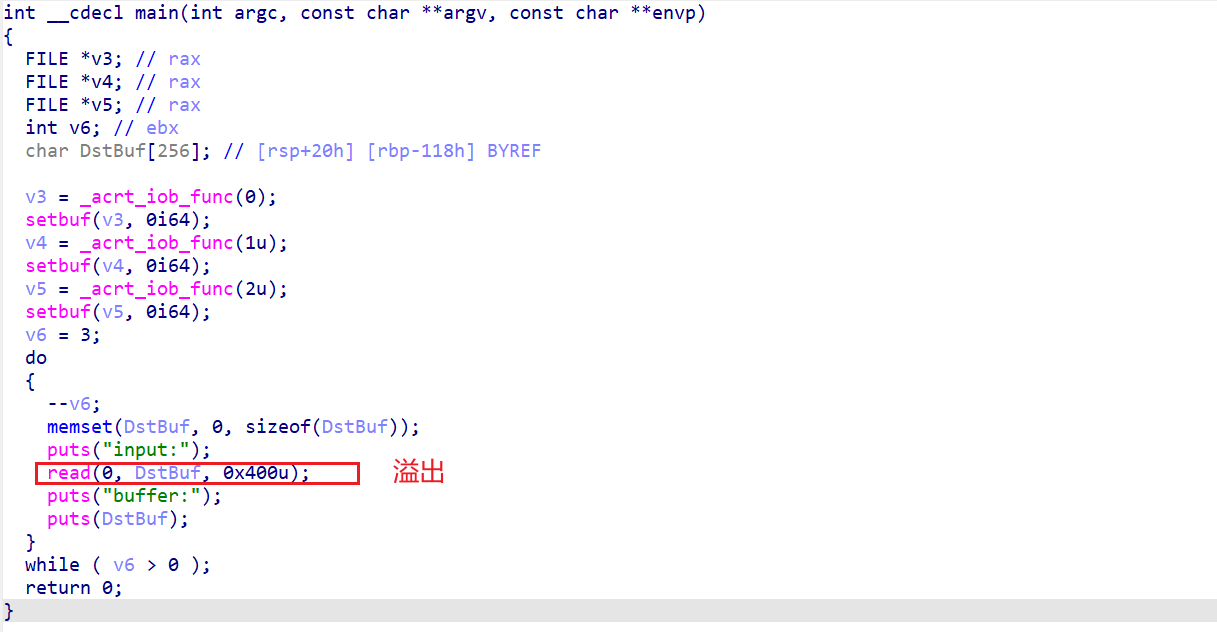 int __cdecl main(int argc, const char **argv, const char **envp)
{
  FILE *v3; // rax
  FILE *v4; // rax
  FILE *v5; // rax
  int v6; // ebx
  char DstBuf[256]; // [rsp+20h] [rbp-118h] BYREF

  v3 = _acrt_iob_func(0);
  setbuf(v3, 0i64);
  v4 = _acrt_iob_func(1u);
  setbuf(v4, 0i64);
  v5 = _acrt_iob_func(2u);
  setbuf(v5, 0i64);
  v6 = 3;
  do
  {
    --v6;
    memset(DstBuf, 0, sizeof(DstBuf));
    puts("input:");
    read(0, DstBuf, 0x400u); 溢出
    puts("buffer:");
    puts(DstBuf);
  }
  while ( v6 > 0 );
  return 0;
}